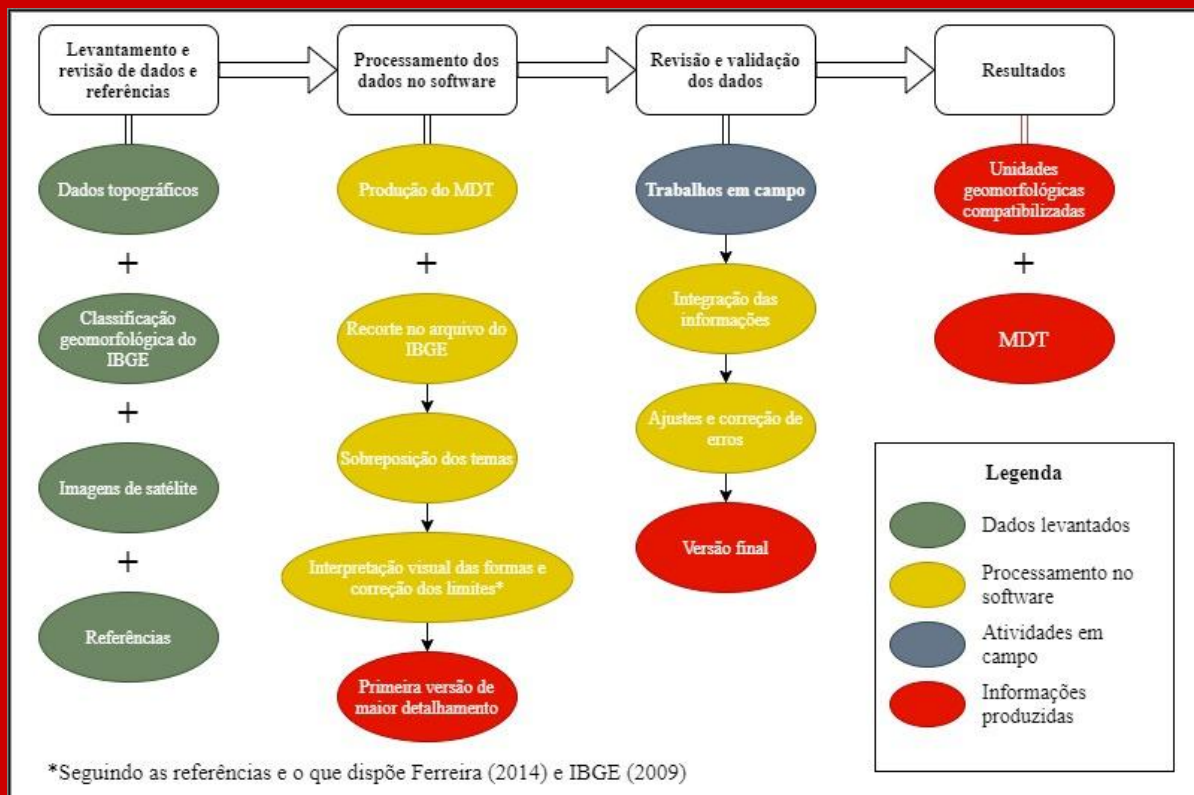 Levantamento e
revisão de dados e
referências
Processamento dos
dados no software
Revisão e validação
dos dados
Resultados
Dados topográficos
+
Classificação
geomorfológica do
IBGE
+
Imagens de satélite
+
Referências
Produção do MDT
+
Recorte no arquivo do
IBGE
Sobreposição dos temas
Interpretação visual das formas e
correção dos limites*
Primeira versão de
maior detalhamento
Trabalhos em campo
Integração das
informações
Ajustes e correção de
erros
Versão final
Unidades
geomorfológicas
compatibilizadas
+
MDT
Legenda
Dados levantados
Processamento no
software
Atividades em
campo
Informações
produzidas
*Seguindo as referências e o que dispõe Ferreira (2014) e IBGE (2009)